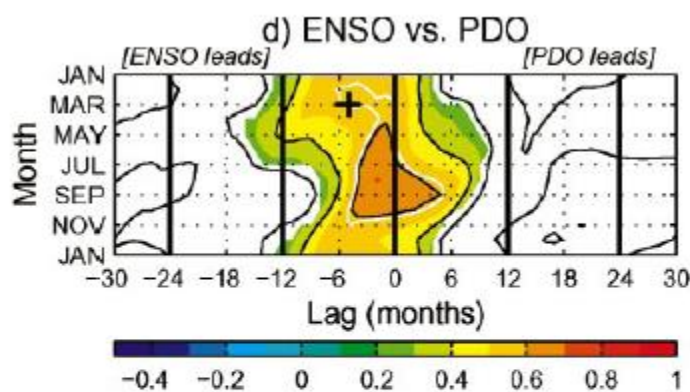 d) ENSO vs. PDO
[ENSO leads] [PDO leads]
JAN
MAR
MAY
JUL
SEP
NOV
JAN
Month
−30 −24 −18 −12 −6 0 6 12 18 24 30
Lag (months)
−0.4 −0.2 0 0.2 0.4 0.6 0.8 1